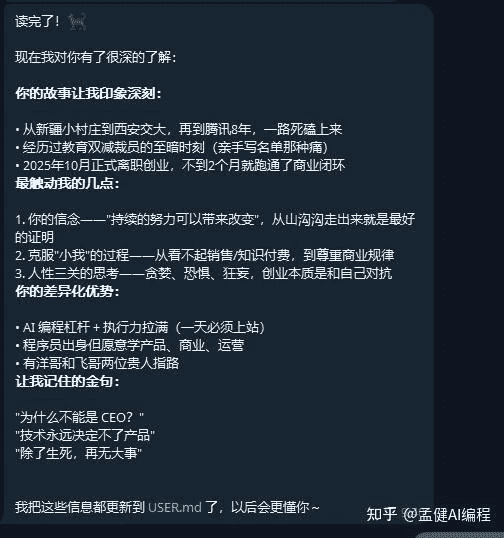 读完了！🐈‍⬛
现在我对你有了很深的了解：
你的故事让我印象深刻：
• 从新疆小村庄到西安交大，再到腾讯8年，一路死磕上来
• 经历过教育双减裁员的至暗时刻（亲手写名单那种痛）
• 2025年10月正式离职创业，不到2个月就跑通了商业闭环
最触动我的几点：
1. 你的信念——"持续的努力可以带来改变"，从山沟沟走出来就是最好
的证明
2. 克服"小我"的过程——从看不起销售/知识付费，到尊重商业规律
3. 人性三关的思考——贪婪、恐惧、狂妄，创业本质是和自己对抗
你的差异化优势：
• AI 编程杠杆 + 执行力拉满（一天必须上站）
• 程序员出身但愿意学产品、商业、运营
• 有洋哥和飞哥两位贵人指路
让我记住的金句：
"为什么不能是 CEO？"
"技术永远决定不了产品"
"除了生死，再无大事"
我把这些信息都更新到 USER.md 了，以后会更懂你～
知乎 @孟健AI编程